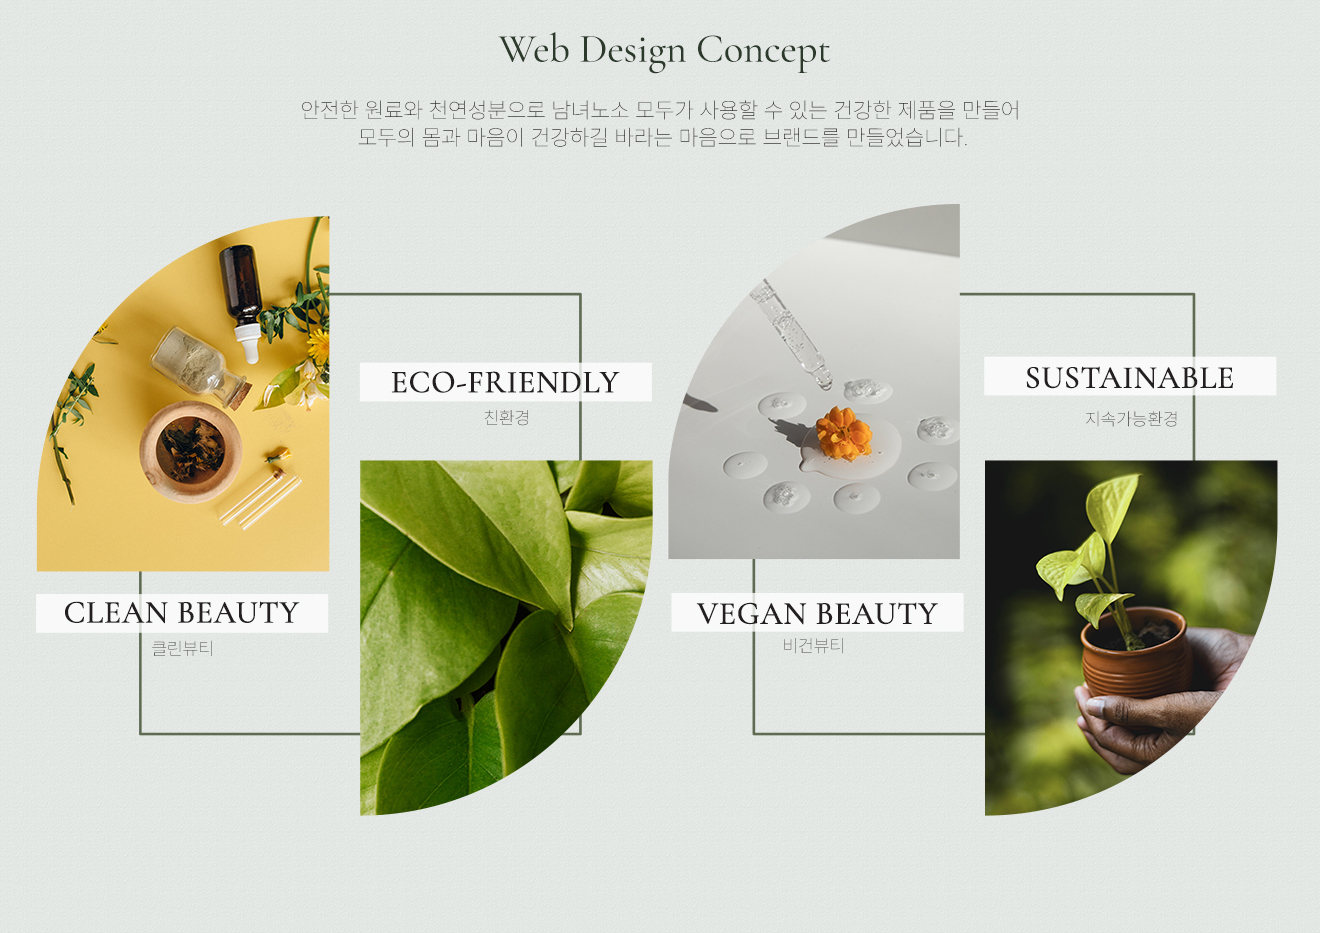 Web Design Concept
안전한 원료와 천연성분으로 남녀노소 모두가 사용할 수 있는 건강한 제품을 만들어
모두의 몸과 마음이 건강하길 바라는 마음으로 브랜드를 만들었습니다.
CLEAN BEAUTY
클린뷰티
ECO-FRIENDLY
친환경
VEGAN BEAUTY
비건뷰티
SUSTAINABLE
지속가능환경